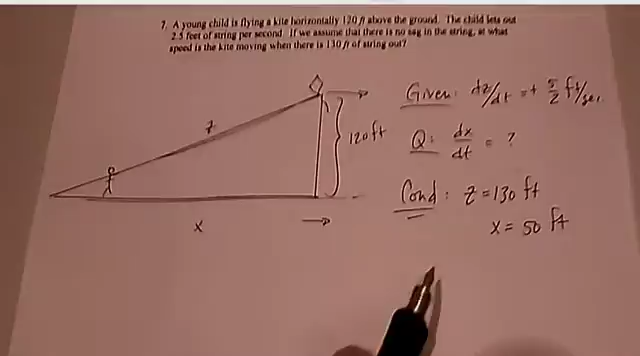 7. A young child is flying a kite horizontally 120 ft above the ground. The child lets out
2.5 feet of string per second. If we assume that there is no sag in the string, at what
speed is the kite moving when there is 130 ft of string out?
Given: dz/dt = + 5/2 ft/sec.
z
120 ft
Q: dx/dt = ?
Cond: z = 130 ft
x = 50 ft
x